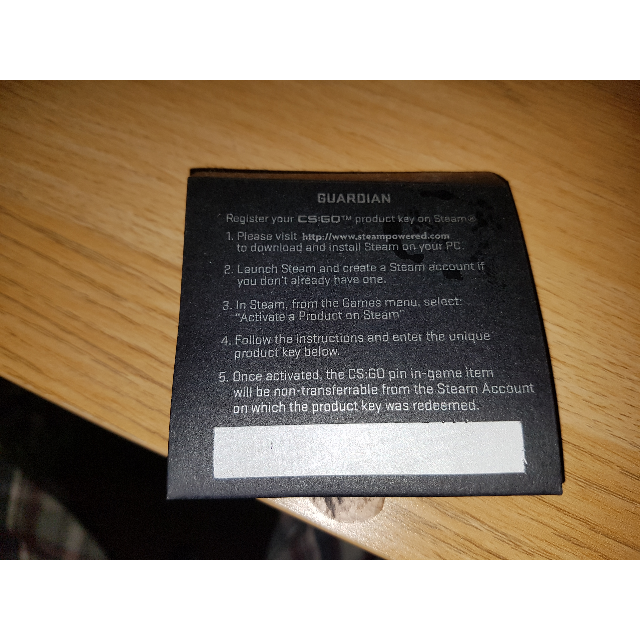 GUARDIAN
Register your CS:GO™ product key on Steam®
1. Please visit http://www.steampowered.com
to download and install Steam on your PC.
2. Launch Steam and create a Steam account if
you don't already have one.
3. In Steam, from the Games menu, select:
"Activate a Product on Steam"
4. Follow the instructions and enter the unique
product key below.
5. Once activated, the CS:GO pin in-game item
will be non-transferrable from the Steam Account
on which the product key was redeemed.